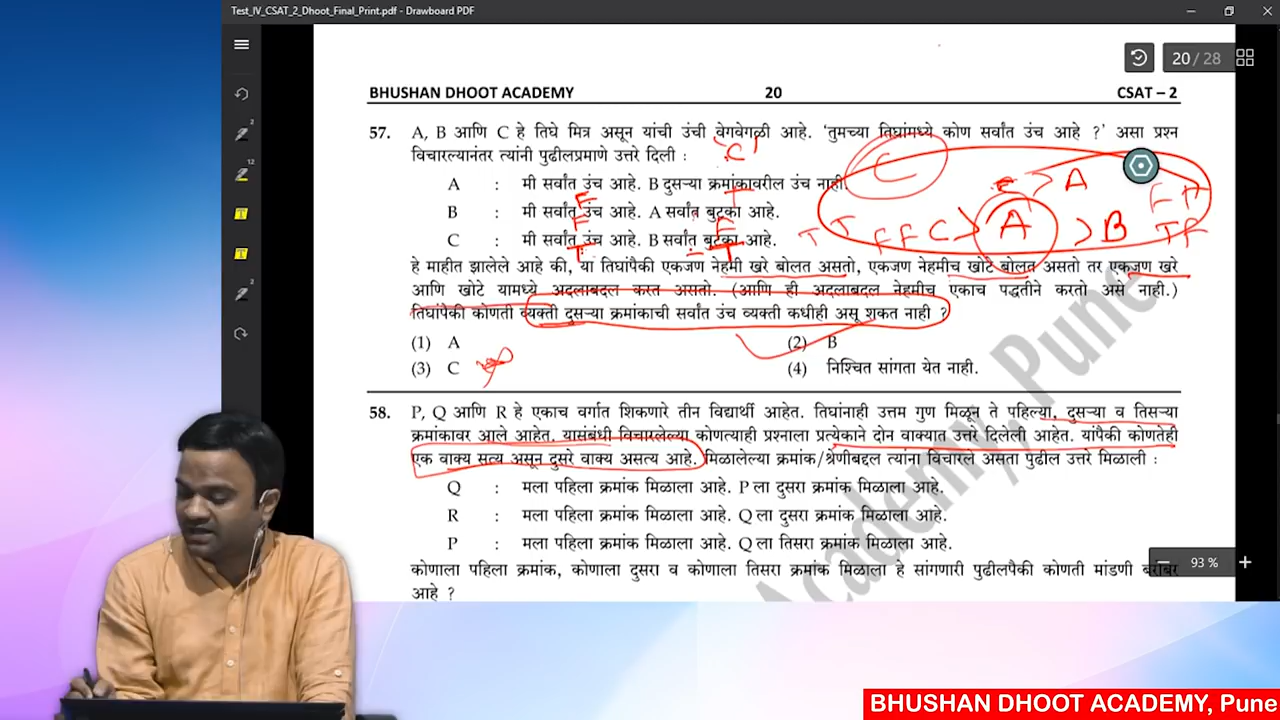 Test_IV_CSAT_2_Dhoot_Final_Print.pdf - Drawboard PDF
20 / 28
BHUSHAN DHOOT ACADEMY 20 CSAT – 2
57. A, B आणि C हे तिघे मित्र असून यांची उंची वेगवेगळी आहे. 'तुमच्या तिघांमध्ये कोण सर्वांत उंच आहे ?' असा प्रश्न
विचारल्यानंतर त्यांनी पुढीलप्रमाणे उत्तरे दिली :
'C'
C
A : मी सर्वांत उंच आहे. B दुसऱ्या क्रमांकावरील उंच नाही.
F T
> A
B : मी सर्वांत उंच आहे. A सर्वांत बुटका आहे.
F F
C : मी सर्वांत उंच आहे. B सर्वांत बुटका आहे.
T T
T T F F C > A > B T F
हे माहीत झालेले आहे की, या तिघांपैकी एकजण नेहमी खरे बोलत असतो, एकजण नेहमीच खोटे बोलत असतो तर एकजण खरे
आणि खोटे यामध्ये अदलाबदल करत असतो. (आणि ही अदलाबदल नेहमीच एकाच पद्धतीने करतो असे नाही.)
तिघांपैकी कोणती व्यक्ती दुसऱ्या क्रमांकाची सर्वांत उंच व्यक्ती कधीही असू शकत नाही ?
(1) A (2) B
(3) C (4) निश्चित सांगता येत नाही.
58. P, Q आणि R हे एकाच वर्गात शिकणारे तीन विद्यार्थी आहेत. तिघांनाही उत्तम गुण मिळून ते पहिल्या, दुसऱ्या व तिसऱ्या
क्रमांकावर आले आहेत. यासंबंधी विचारलेल्या कोणत्याही प्रश्नाला प्रत्येकाने दोन वाक्यात उत्तरे दिलेली आहेत. यांपैकी कोणतेही
एक वाक्य सत्य असून दुसरे वाक्य असत्य आहे. मिळालेल्या क्रमांक/श्रेणीबद्दल त्यांना विचारले असता पुढील उत्तरे मिळाली :
Q : मला पहिला क्रमांक मिळाला आहे. P ला दुसरा क्रमांक मिळाला आहे.
R : मला पहिला क्रमांक मिळाला आहे. Q ला दुसरा क्रमांक मिळाला आहे.
P : मला पहिला क्रमांक मिळाला आहे. Q ला तिसरा क्रमांक मिळाला आहे.
93 %
कोणाला पहिला क्रमांक, कोणाला दुसरा व कोणाला तिसरा क्रमांक मिळाला हे सांगणारी पुढीलपैकी कोणती मांडणी बरोबर
आहे ?
Academy, Pune
BHUSHAN DHOOT ACADEMY, Pune